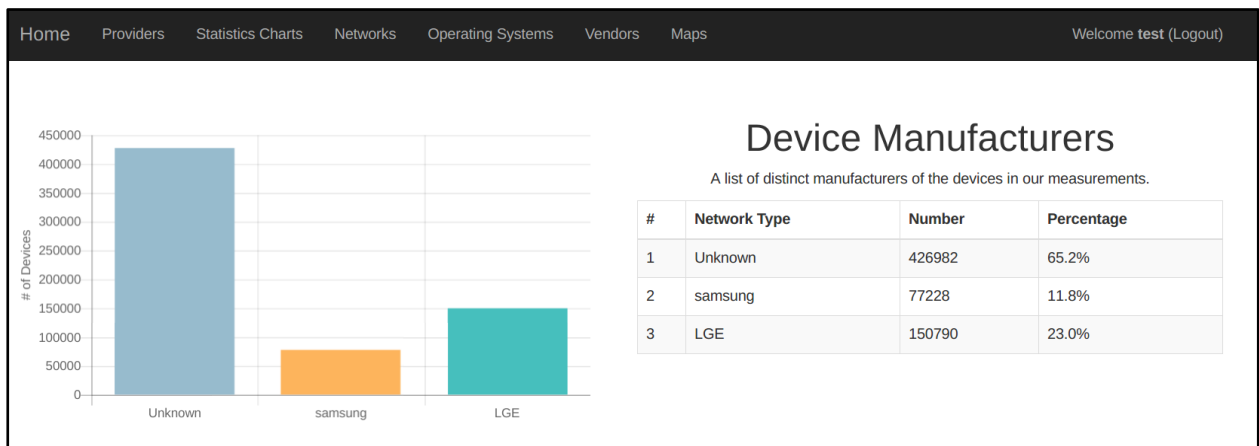 Home Providers Statistics Charts Networks Operating Systems Vendors Maps Welcome test (Logout)
450000
400000
350000
300000
250000
200000
150000
100000
50000
0
# of Devices
Unknown samsung LGE
Device Manufacturers
A list of distinct manufacturers of the devices in our measurements.
# Network Type Number Percentage
1 Unknown 426982 65.2%
2 samsung 77228 11.8%
3 LGE 150790 23.0%